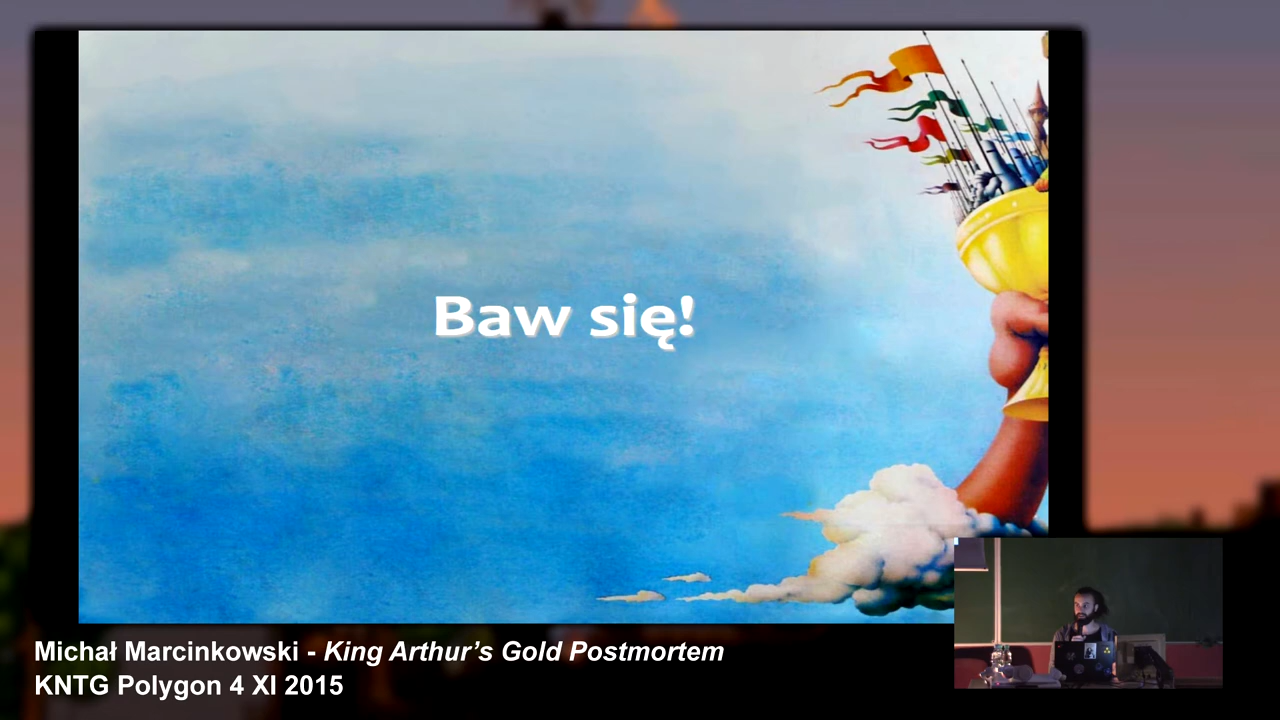 Baw się!
Michał Marcinkowski - King Arthur's Gold Postmortem
KNTG Polygon 4 XI 2015